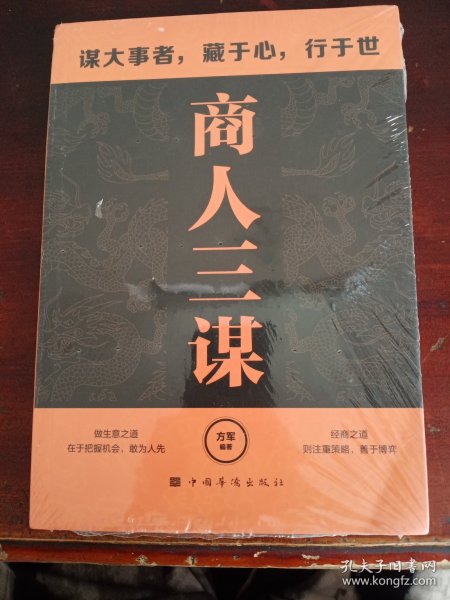 谋大事者，藏于心，行于世
商人三谋
做生意之道
在于把握机会，敢为人先
方军
编著
经商之道
则注重策略，善于博弈
中国华侨出版社
孔夫子旧书网
www.kongfz.com